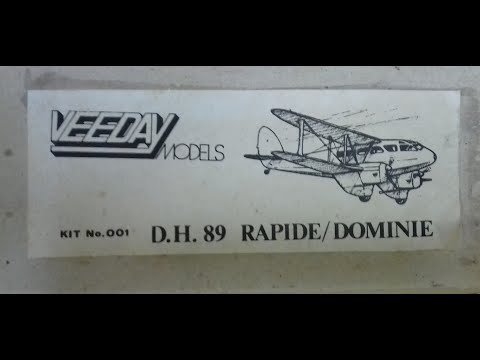 VEEDAY
MODELS
KIT No.001 D.H. 89 RAPIDE/DOMINIE